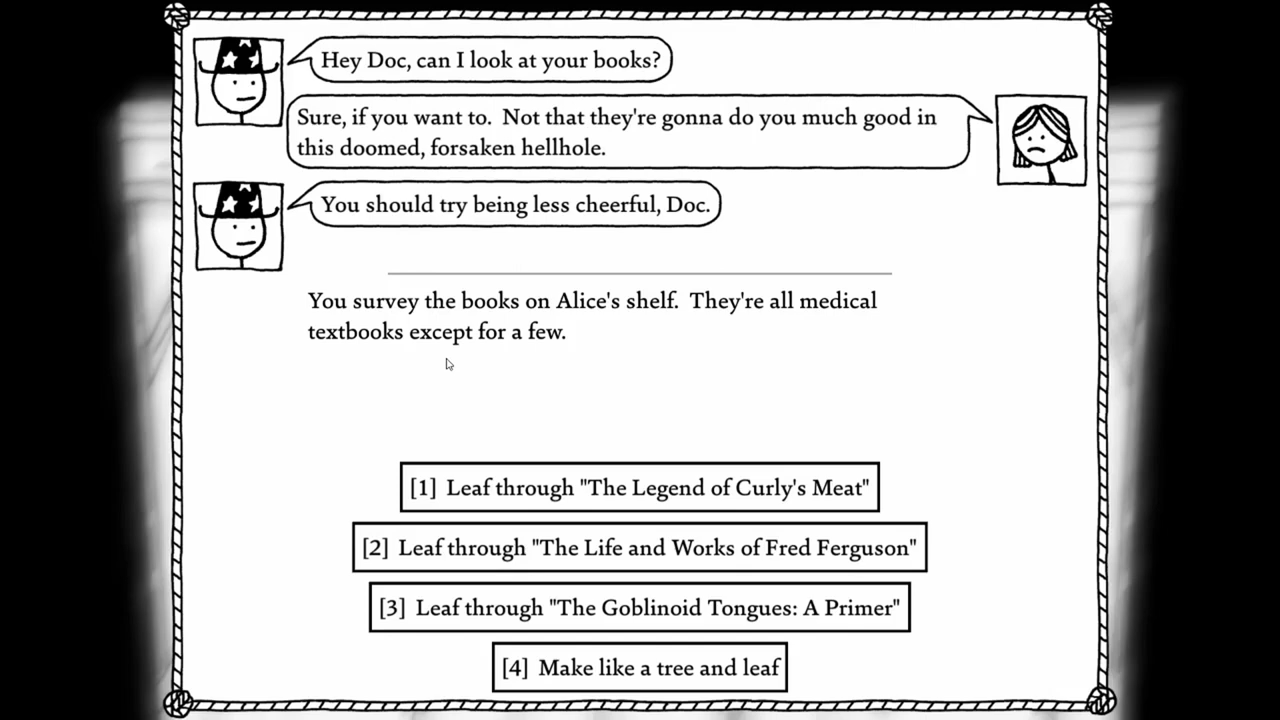 Hey Doc, can I look at your books?
Sure, if you want to.  Not that they're gonna do you much good in
this doomed, forsaken hellhole.
You should try being less cheerful, Doc.
You survey the books on Alice's shelf.  They're all medical
textbooks except for a few.
[1] Leaf through "The Legend of Curly's Meat"
[2] Leaf through "The Life and Works of Fred Ferguson"
[3] Leaf through "The Goblinoid Tongues: A Primer"
[4] Make like a tree and leaf